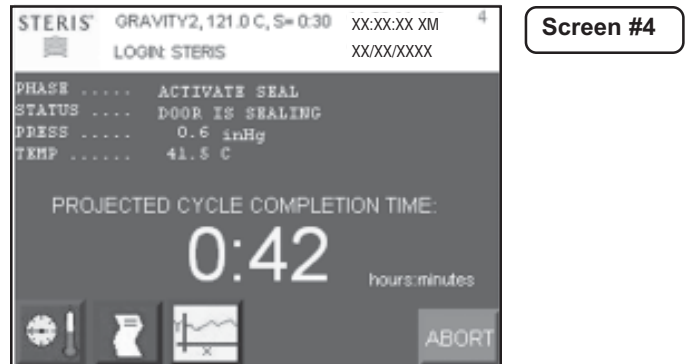 STERIS® GRAVITY2, 121.0 C, S= 0:30 XX:XX:XX XM 4
LOGIN: STERIS XX/XX/XXXX
Screen #4
PHASE ..... ACTIVATE SEAL
STATUS .... DOOR IS SEALING
PRESS ..... 0.6 inHg
TEMP ...... 41.5 C
PROJECTED CYCLE COMPLETION TIME:
0:42
hours:minutes
ABORT